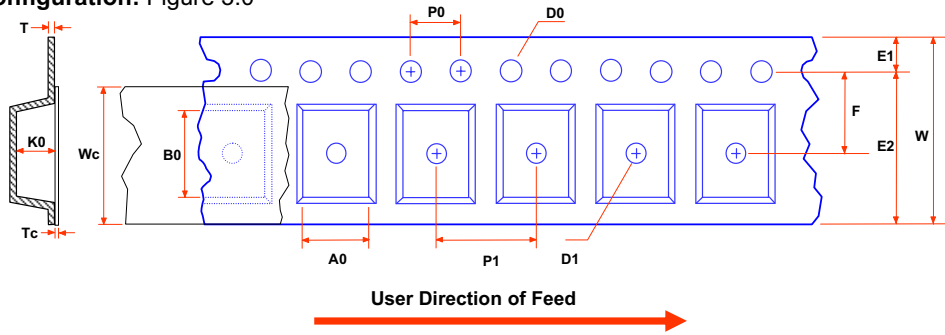 Configuration: Figure 3.0
T
P0
D0
E1
K0
Wc
B0
F
W
E2
Tc
A0
P1
D1
User Direction of Feed